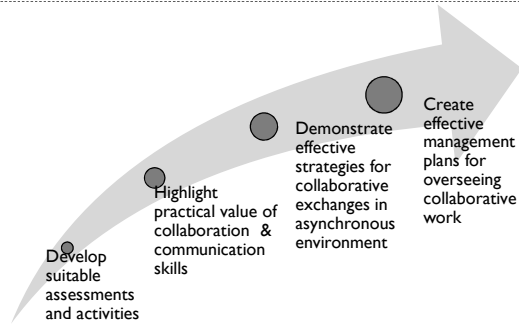 Develop
suitable
assessments
and activities
Highlight
practical value of
collaboration &
communication
skills
Demonstrate
effective
strategies for
collaborative
exchanges in
asynchronous
environment
Create
effective
management
plans for
overseeing
collaborative
work